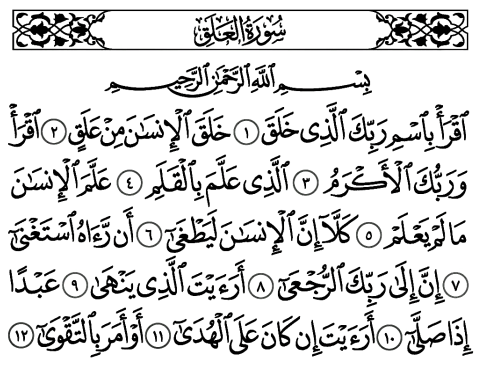 سُورَةُ العَلَقِ
بِسْمِ ٱللَّهِ ٱلرَّحْمَٰنِ ٱلرَّحِيمِ
ٱقْرَأْ بِٱسْمِ رَبِّكَ ٱلَّذِى خَلَقَ ١ خَلَقَ ٱلْإِنسَٰنَ مِنْ عَلَقٍ ٢ ٱقْرَأْ
وَرَبُّكَ ٱلْأَكْرَمُ ٣ ٱلَّذِى عَلَّمَ بِٱلْقَلَمِ ٤ عَلَّمَ ٱلْإِنسَٰنَ
مَا لَمْ يَعْلَمْ ٥ كَلَّآ إِنَّ ٱلْإِنسَٰنَ لَيَطْغَىٰٓ ٦ أَن رَّءَاهُ ٱسْتَغْنَىٰٓ
٧ إِنَّ إِلَىٰ رَبِّكَ ٱلرُّجْعَىٰٓ ٨ أَرَءَيْتَ ٱلَّذِى يَنْهَىٰ ٩ عَبْدًا
إِذَا صَلَّىٰٓ ١٠ أَرَءَيْتَ إِن كَانَ عَلَى ٱلْهُدَىٰٓ ١١ أَوْ أَمَرَ بِٱلتَّقْوَىٰٓ ١٢